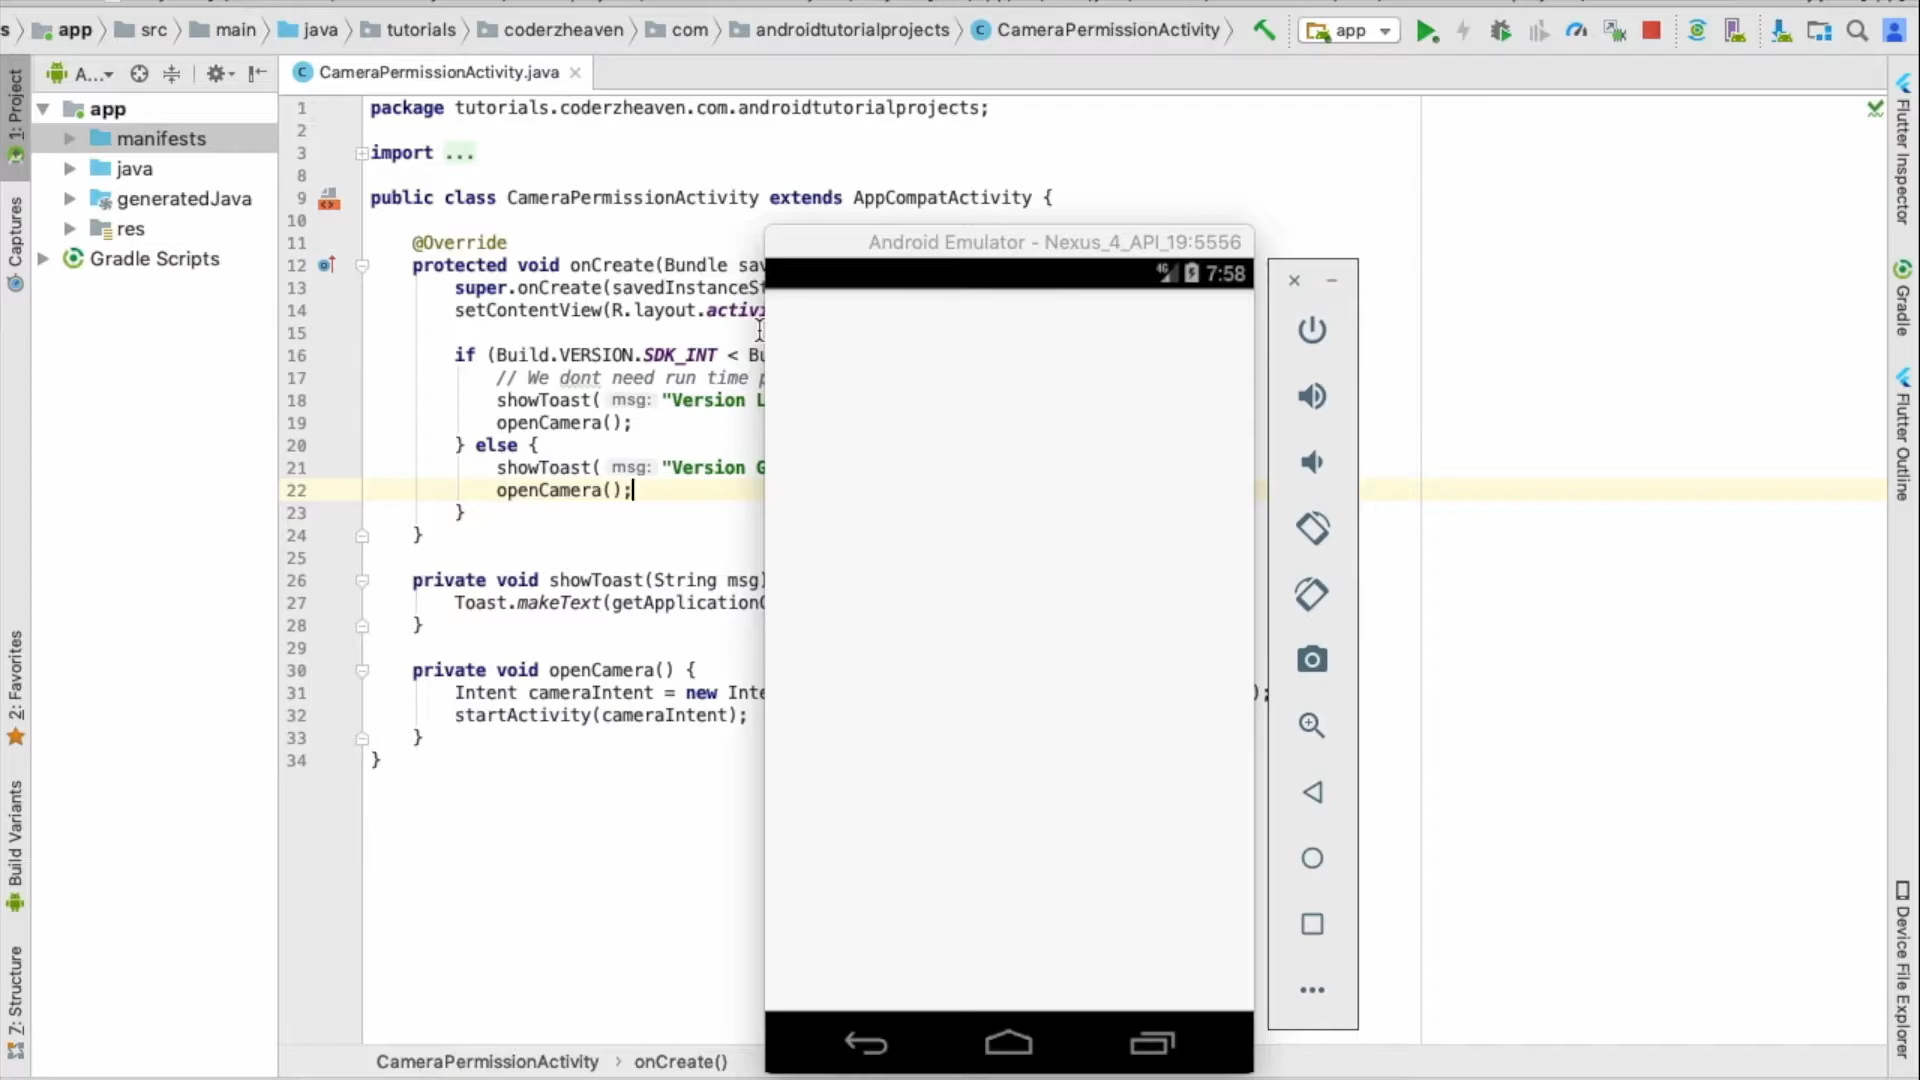 s
app
src
main
java
tutorials
coderzheaven
com
androidtutorialprojects
CameraPermissionActivity
app
A...
CameraPermissionActivity.java
1: Project
Captures
2: Favorites
Build Variants
7: Structure
app
manifests
java
generatedJava
res
Gradle Scripts
1 package tutorials.coderzheaven.com.androidtutorialprojects;
2
3 import ...
8
9 public class CameraPermissionActivity extends AppCompatActivity {
10
11 @Override
12 protected void onCreate(Bundle sav
13 super.onCreate(savedInstanceSt
14 setContentView(R.layout.activi
15
16 if (Build.VERSION.SDK_INT < Bu
17 // We dont need run time p
18 showToast( msg: "Version L
19 openCamera();
20 } else {
21 showToast( msg: "Version G
22 openCamera();
23 }
24 }
25
26 private void showToast(String msg)
27 Toast.makeText(getApplicationC
28 }
29
30 private void openCamera() {
31 Intent cameraIntent = new Inte );
32 startActivity(cameraIntent);
33 }
34 }
CameraPermissionActivity › onCreate()
Android Emulator - Nexus_4_API_19:5556
4G 7:58
Flutter Inspector
Gradle
Flutter Outline
Device File Explorer